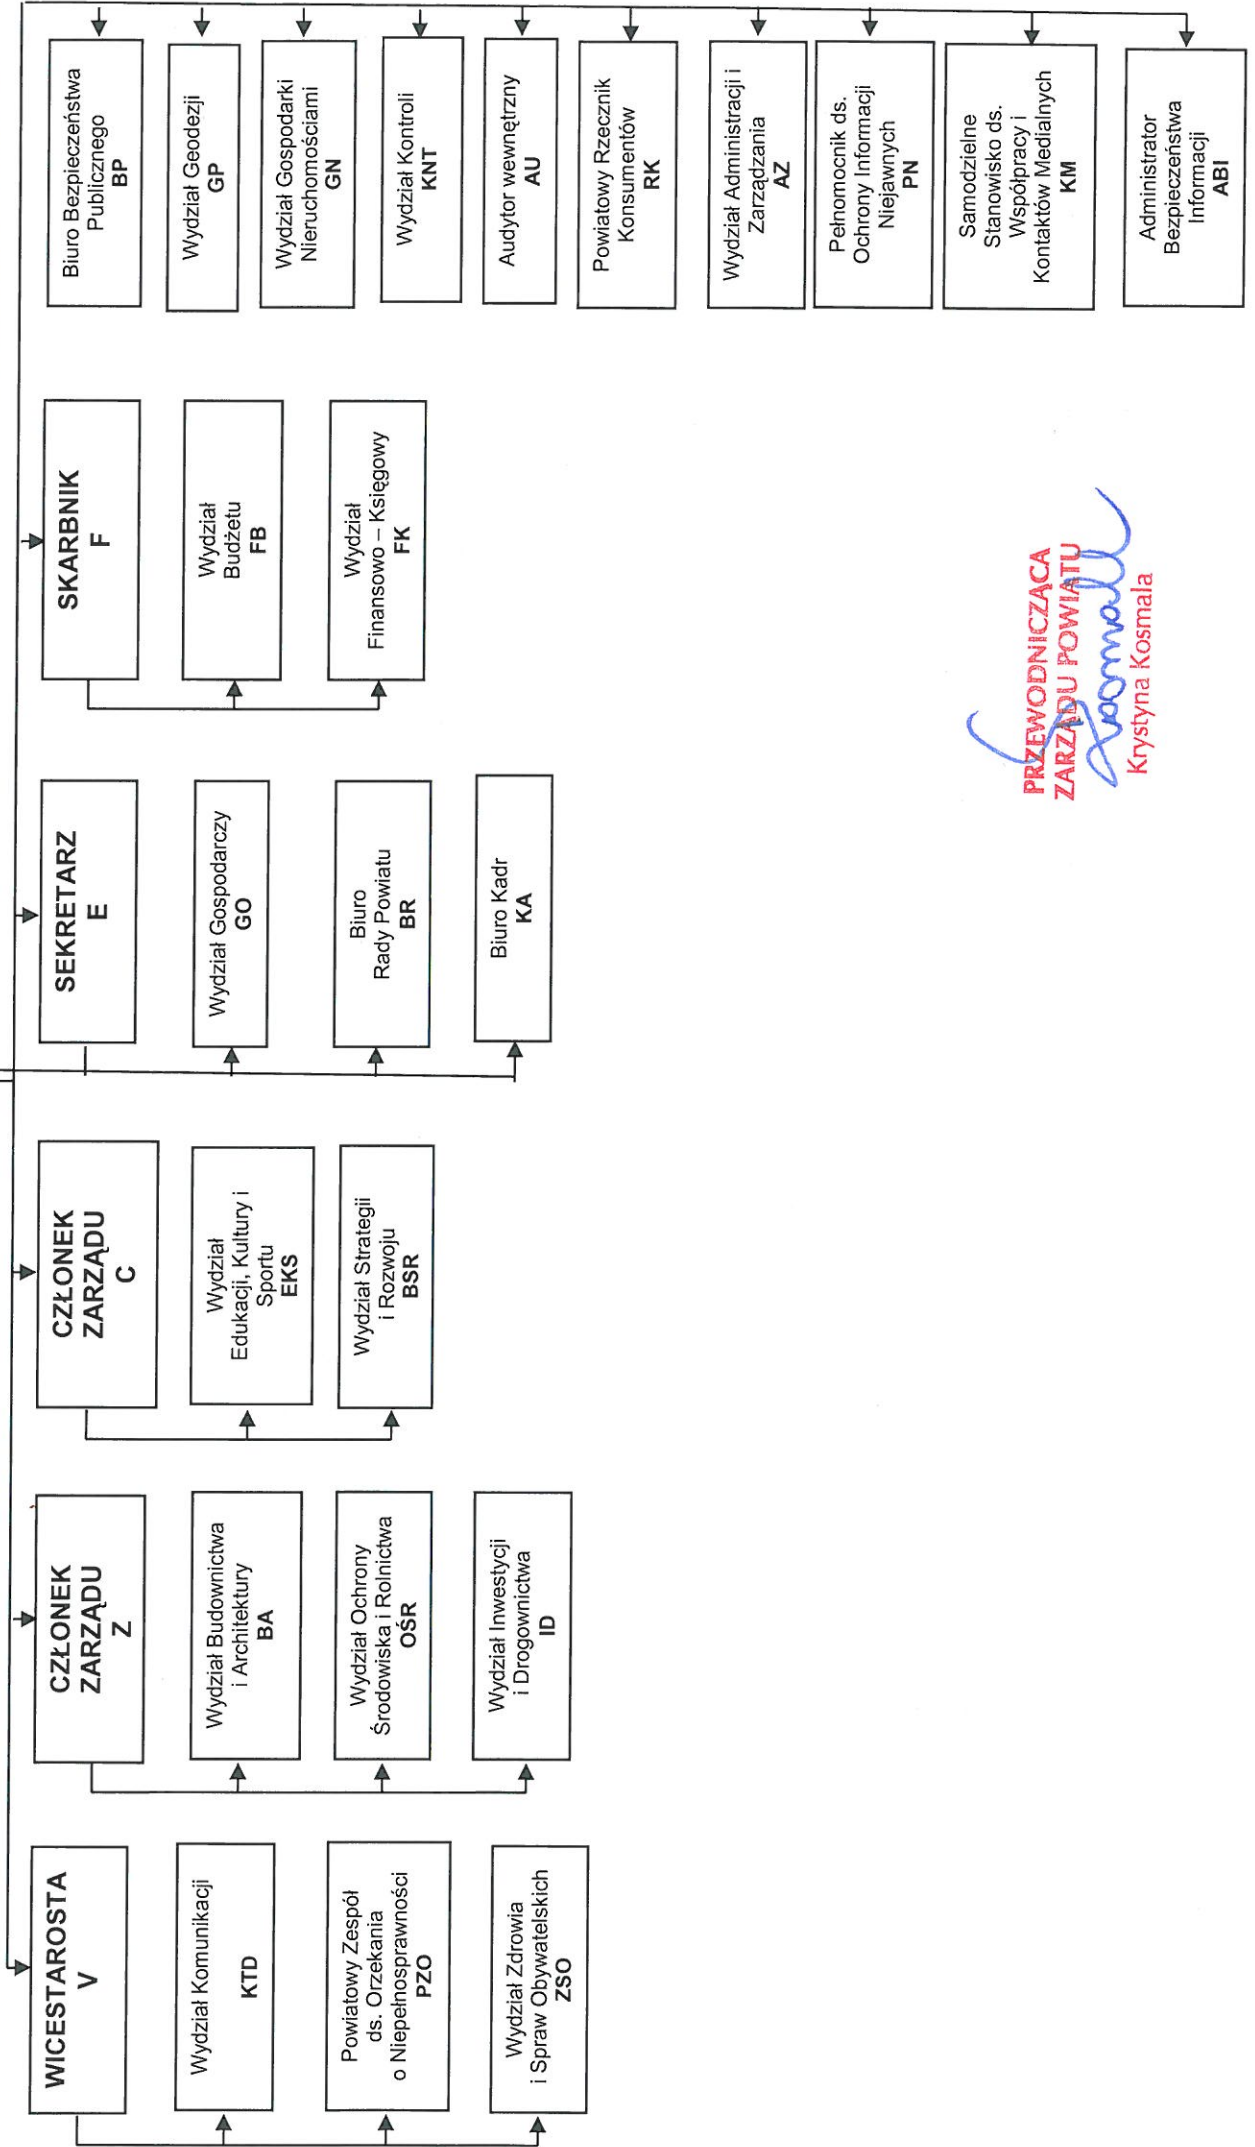 WICESTAROSTA
V
Wydział Komunikacji
KTD
Powiatowy Zespół
ds. Orzekania
o Niepełnosprawności
PZO
Wydział Zdrowia
i Spraw Obywatelskich
ZSO
CZŁONEK
ZARZĄDU
Z
Wydział Budownictwa
i Architektury
BA
Wydział Ochrony
Środowiska i Rolnictwa
OŚR
Wydział Inwestycji
i Drogownictwa
ID
CZŁONEK
ZARZĄDU
C
Wydział
Edukacji, Kultury i
Sportu
EKS
Wydział Strategii
i Rozwoju
BSR
SEKRETARZ
E
Wydział Gospodarczy
GO
Biuro
Rady Powiatu
BR
Biuro Kadr
KA
SKARBNIK
F
Wydział
Budżetu
FB
Wydział
Finansowo – Księgowy
FK
Biuro Bezpieczeństwa
Publicznego
BP
Wydział Geodezji
GP
Wydział Gospodarki
Nieruchomościami
GN
Wydział Kontroli
KNT
Audytor wewnętrzny
AU
Powiatowy Rzecznik
Konsumentów
RK
Wydział Administracji i
Zarządzania
AZ
Pełnomocnik ds.
Ochrony Informacji
Niejawnych
PN
Samodzielne
Stanowisko ds.
Współpracy i
Kontaktów Medialnych
KM
Administrator
Bezpieczeństwa
Informacji
ABI
PRZEWODNICZĄCA
ZARZĄDU POWIATU
Krystyna Kosmala